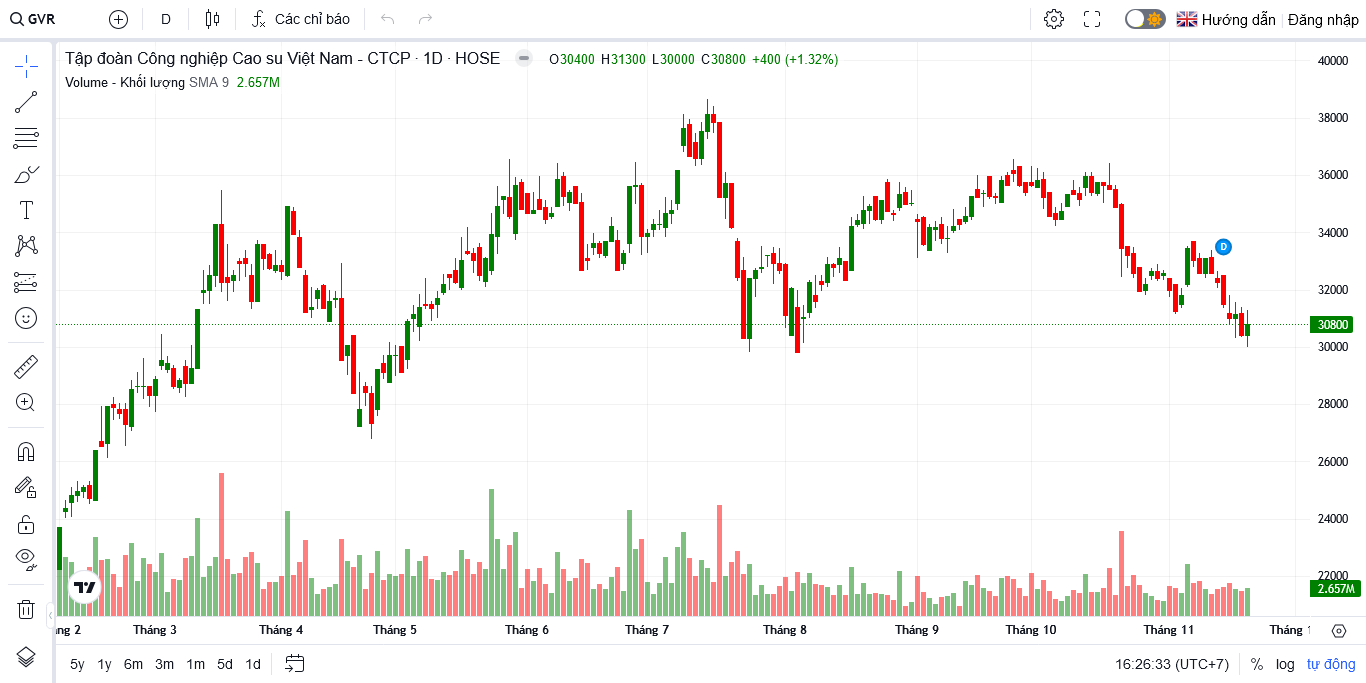 GVR D Các chỉ báo Hướng dẫn Đăng nhập
Tập đoàn Công nghiệp Cao su Việt Nam - CTCP · 1D · HOSE O30400 H31300 L30000 C30800 +400 (+1.32%)
Volume - Khối lượng SMA 9 2.657M
40000
38000
36000
34000
D
32000
30800
30000
28000
26000
24000
22000
2.657M
ng 2 Tháng 3 Tháng 4 Tháng 5 Tháng 6 Tháng 7 Tháng 8 Tháng 9 Tháng 10 Tháng 11 Tháng 1
5y 1y 6m 3m 1m 5d 1d 16:26:33 (UTC+7) % log tự động